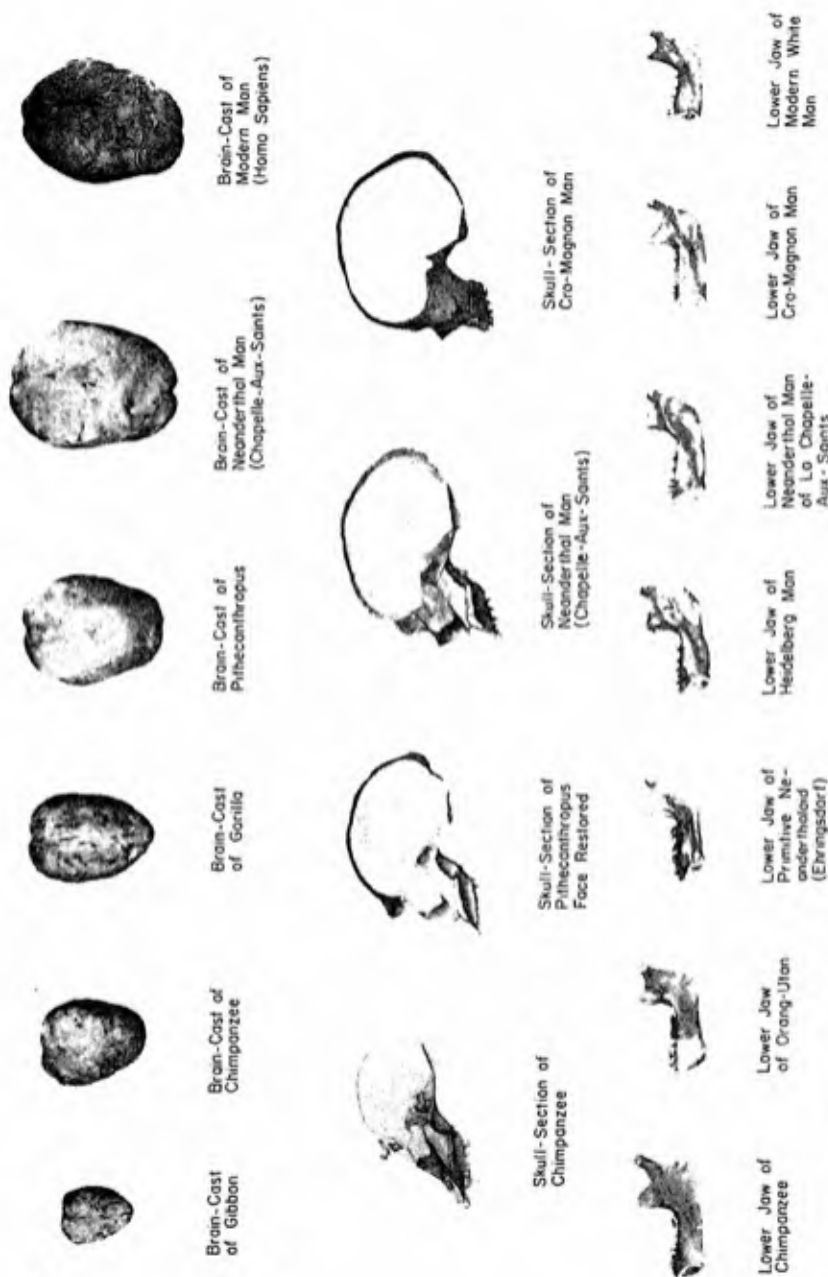 Brain-Cast
of Gibbon
Brain-Cast of
Chimpanzee
Brain-Cast
of Gorilla
Brain-Cast of
Pithecanthropus
Brain-Cast of
Neanderthal Man
(Chapelle-Aux-Saints)
Brain-Cast of
Modern Man
(Homo Sapiens)
Skull-Section of
Chimpanzee
Skull-Section of
Pithecanthropus
Face Restored
Skull-Section of
Neanderthal Man
(Chapelle-Aux-Saints)
Skull-Section of
Cro-Magnon Man
Lower Jaw of
Chimpanzee
Lower Jaw
of Orang-Utan
Lower Jaw of
Primitive Ne-
anderthaloid
(Ehringsdorf)
Lower Jaw of
Heidelberg Man
Lower Jaw of
Neanderthal Man
of La Chapelle-
Aux-Saints
Lower Jaw of
Cro-Magnon Man
Lower Jaw of
Modern White
Man